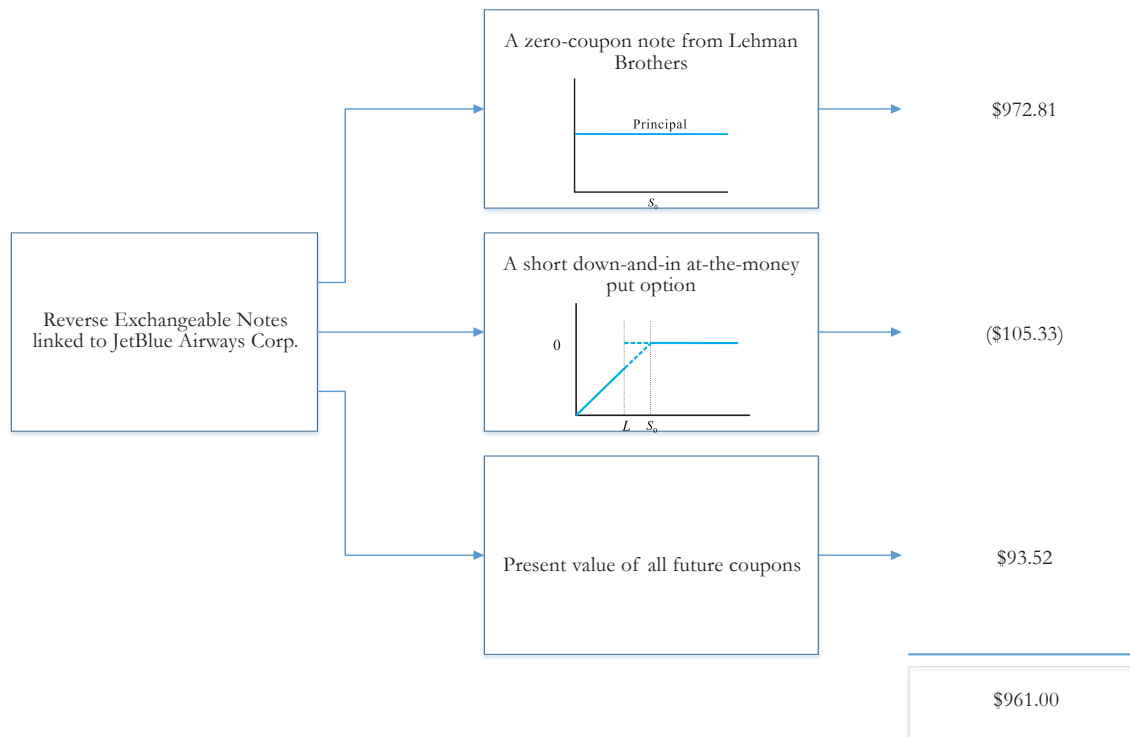 A zero-coupon note from Lehman
Brothers
Principal
S₀
$972.81
Reverse Exchangeable Notes
linked to JetBlue Airways Corp.
A short down-and-in at-the-money
put option
0
L S₀
($105.33)
Present value of all future coupons
$93.52
$961.00